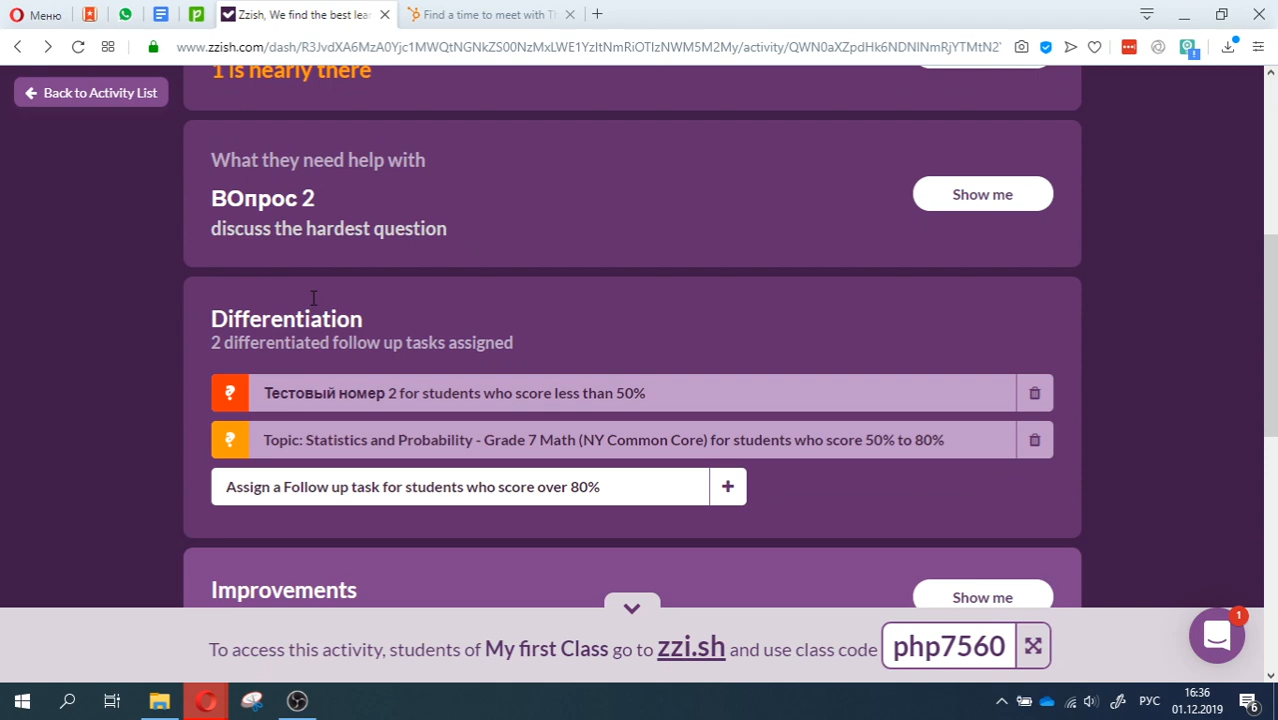 Меню
Zzish, We find the best lea
Find a time to meet with Th
www.zzish.com/dash/R3JvdXA6MzA0Yjc1MWQtNGNkZS00NzMxLWE1YzItNmRiOTIzNWM5M2My/activity/QWN0aXZpdHk6NDNlNmRjYTMtN2Y
1 is nearly there
Back to Activity List
What they need help with
ВОпрос 2
Show me
discuss the hardest question
Differentiation
2 differentiated follow up tasks assigned
Тестовый номер 2 for students who score less than 50%
Topic: Statistics and Probability - Grade 7 Math (NY Common Core) for students who score 50% to 80%
Assign a Follow up task for students who score over 80%
Improvements
Show me
To access this activity, students of My first Class go to zzi.sh and use class code php7560
1
РУС
16:36
01.12.2019
6